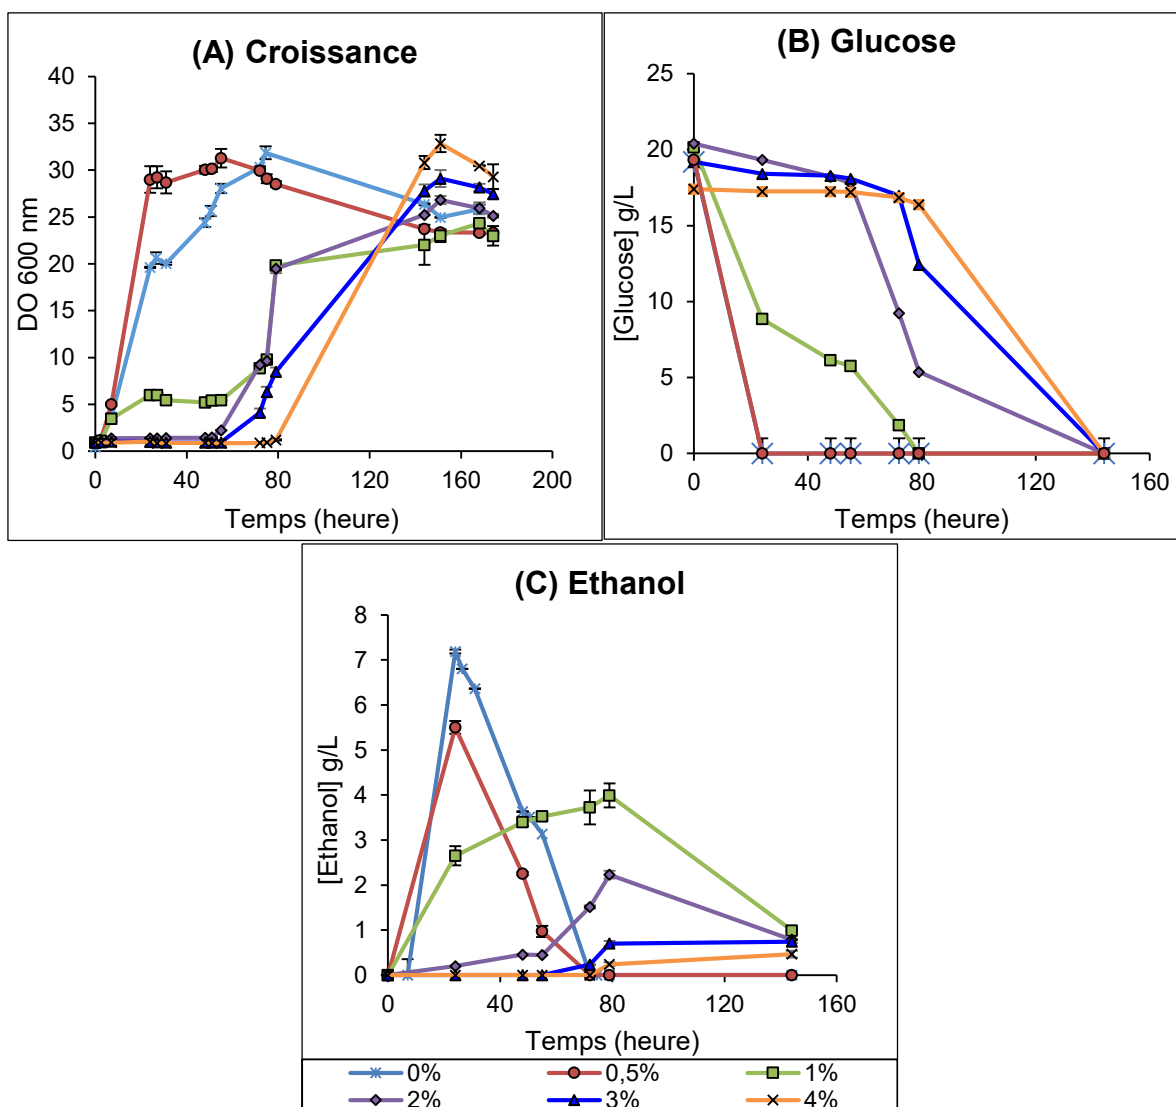 (A) Croissance
40
35
30
25
20
15
10
5
0
DO 600 nm
0 40 80 120 160 200
Temps (heure)
(B) Glucose
25
20
15
10
5
0
[Glucose] g/L
0 40 80 120 160
Temps (heure)
(C) Ethanol
8
7
6
5
4
3
2
1
0
[Ethanol] g/L
0 40 80 120 160
Temps (heure)
0% 0,5% 1%
2% 3% 4%